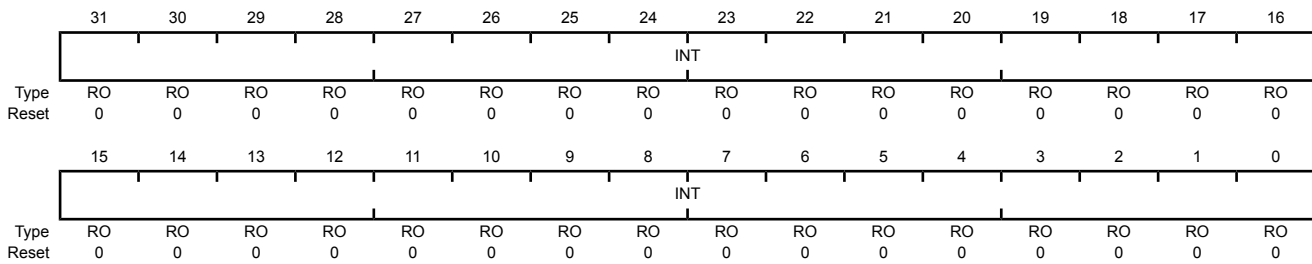 31 30 29 28 27 26 25 24 23 22 21 20 19 18 17 16
INT
Type RO RO RO RO RO RO RO RO RO RO RO RO RO RO RO RO
Reset 0 0 0 0 0 0 0 0 0 0 0 0 0 0 0 0
15 14 13 12 11 10 9 8 7 6 5 4 3 2 1 0
INT
Type RO RO RO RO RO RO RO RO RO RO RO RO RO RO RO RO
Reset 0 0 0 0 0 0 0 0 0 0 0 0 0 0 0 0